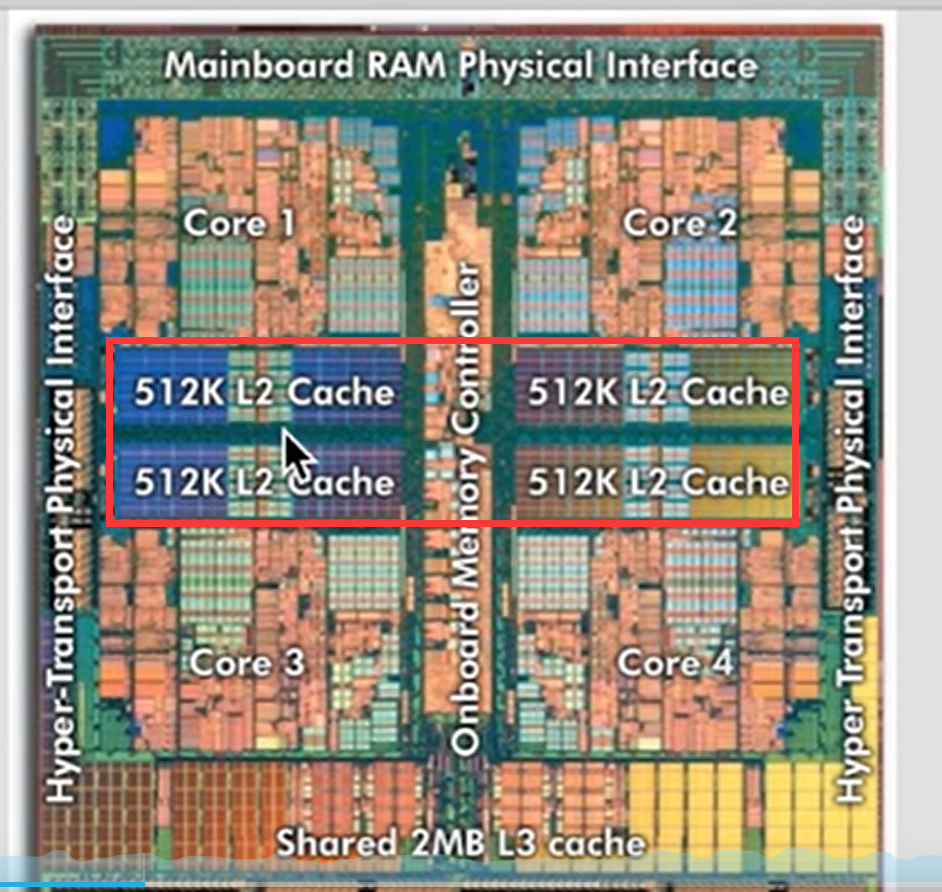 Mainboard RAM Physical Interface
Core 1
Core 2
Hyper-Transport Physical Interface
512K L2 Cache
512K L2 Cache
Onboard Memory Controller
512K L2 Cache
512K L2 Cache
Hyper Transport Physical Interface
Core 3
Core 4
Shared 2MB L3 cache